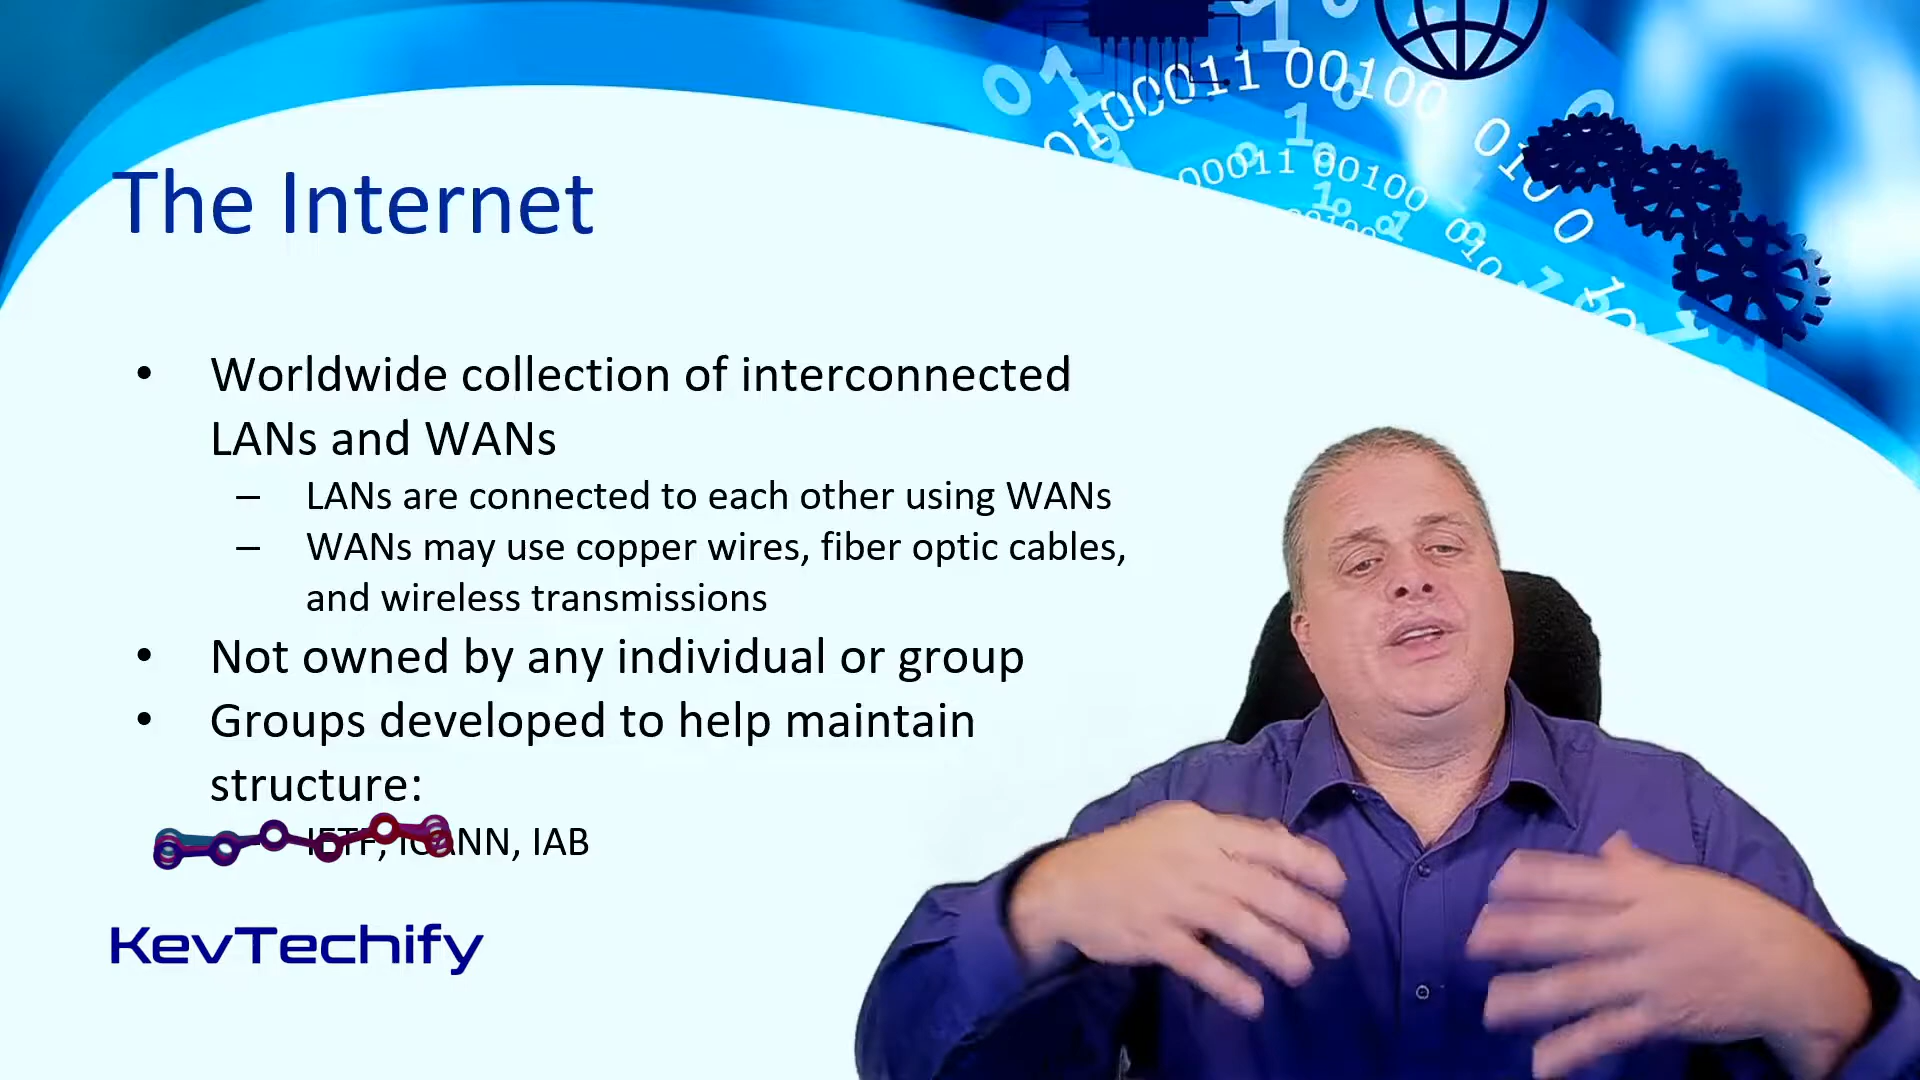 The Internet
• Worldwide collection of interconnected
LANs and WANs
– LANs are connected to each other using WANs
– WANs may use copper wires, fiber optic cables,
and wireless transmissions
• Not owned by any individual or group
• Groups developed to help maintain
structure:
– IETF, ICANN, IAB
KevTechify